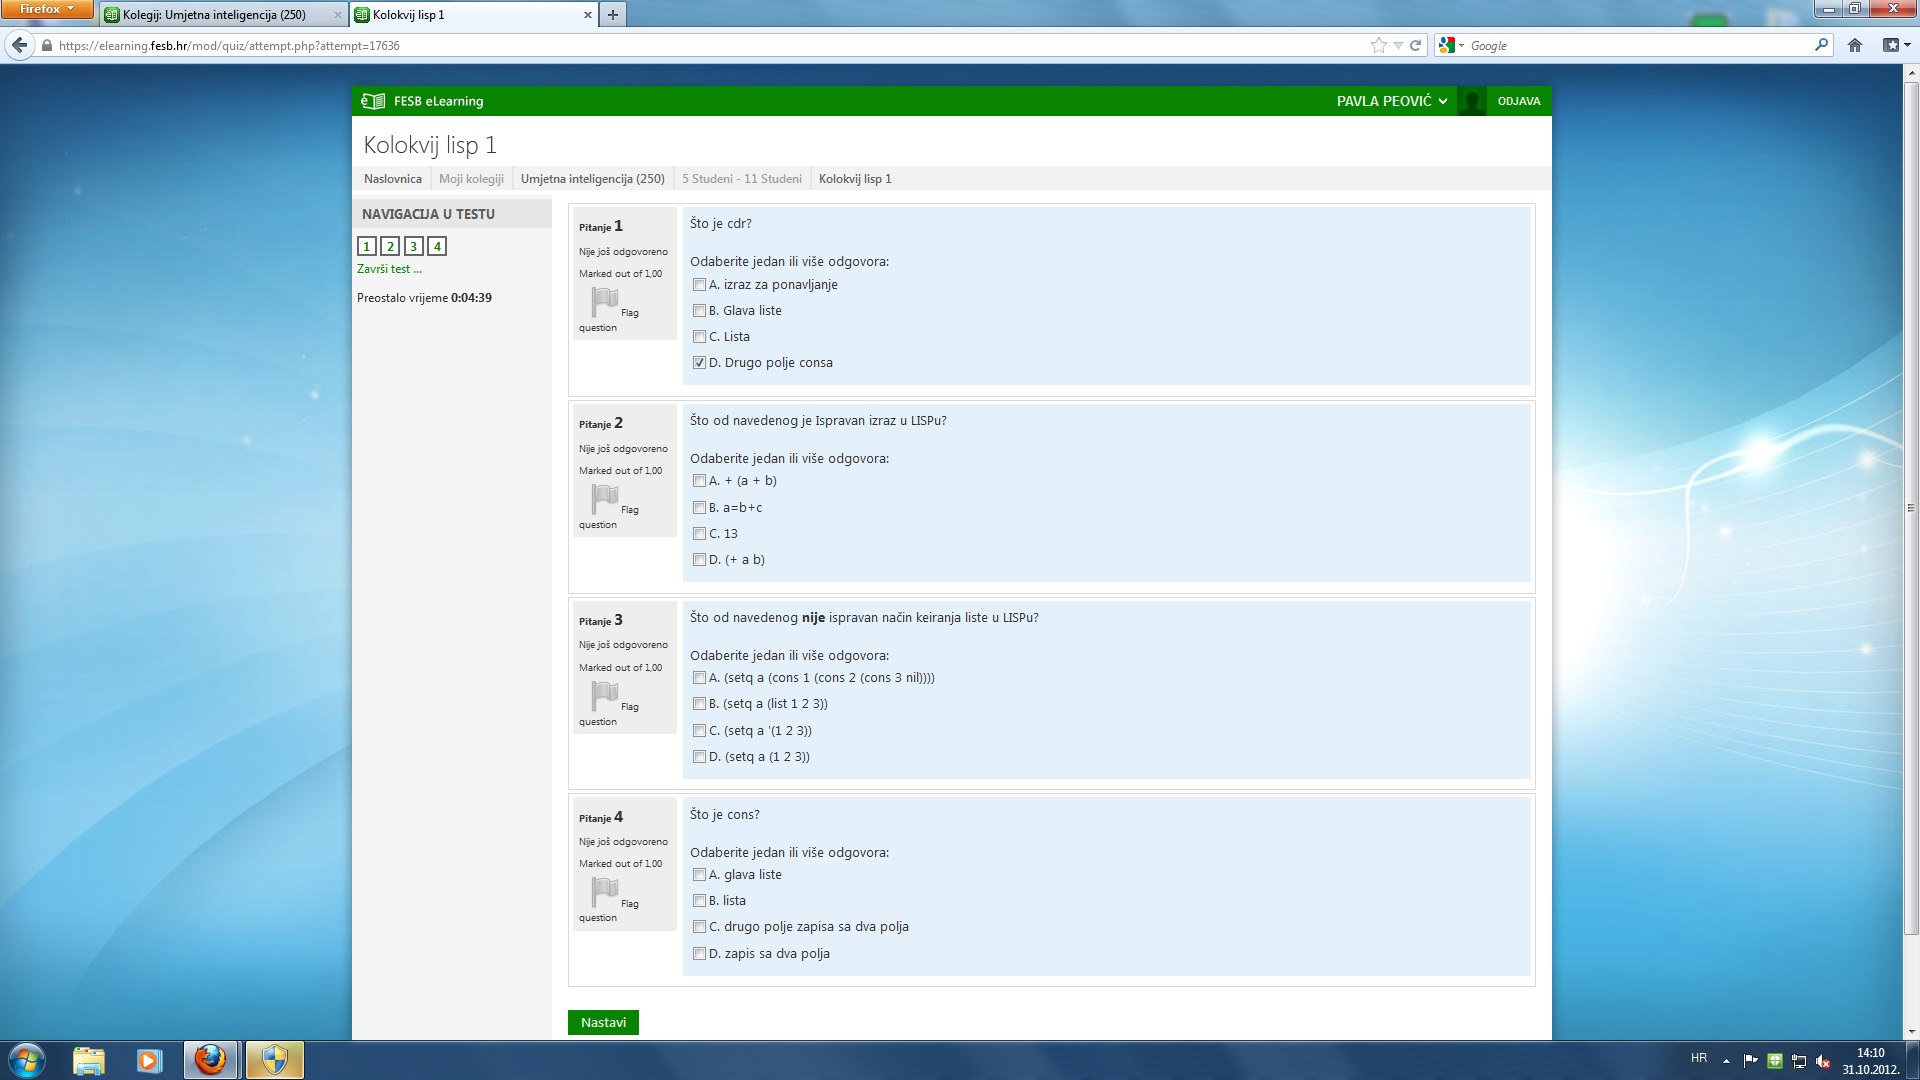 Firefox
Kolegij: Umjetna inteligencija (250)
Kolokvij lisp 1
https://elearning.fesb.hr/mod/quiz/attempt.php?attempt=17636
Google
FESB eLearning
PAVLA PEOVIĆ
ODJAVA
Kolokvij lisp 1
Naslovnica
Moji kolegiji
Umjetna inteligencija (250)
5 Studeni - 11 Studeni
Kolokvij lisp 1
NAVIGACIJA U TESTU
1 2 3 4
Završi test ...
Preostalo vrijeme 0:04:39
Pitanje 1
Nije još odgovoreno
Marked out of 1,00
Flag
question
Što je cdr?
Odaberite jedan ili više odgovora:
A. izraz za ponavljanje
B. Glava liste
C. Lista
D. Drugo polje consa
Pitanje 2
Nije još odgovoreno
Marked out of 1,00
Flag
question
Što od navedenog je Ispravan izraz u LISPu?
Odaberite jedan ili više odgovora:
A. + (a + b)
B. a=b+c
C. 13
D. (+ a b)
Pitanje 3
Nije još odgovoreno
Marked out of 1,00
Flag
question
Što od navedenog nije ispravan način keiranja liste u LISPu?
Odaberite jedan ili više odgovora:
A. (setq a (cons 1 (cons 2 (cons 3 nil))))
B. (setq a (list 1 2 3))
C. (setq a '(1 2 3))
D. (setq a (1 2 3))
Pitanje 4
Nije još odgovoreno
Marked out of 1,00
Flag
question
Što je cons?
Odaberite jedan ili više odgovora:
A. glava liste
B. lista
C. drugo polje zapisa sa dva polja
D. zapis sa dva polja
Nastavi
HR
14:10
31.10.2012.